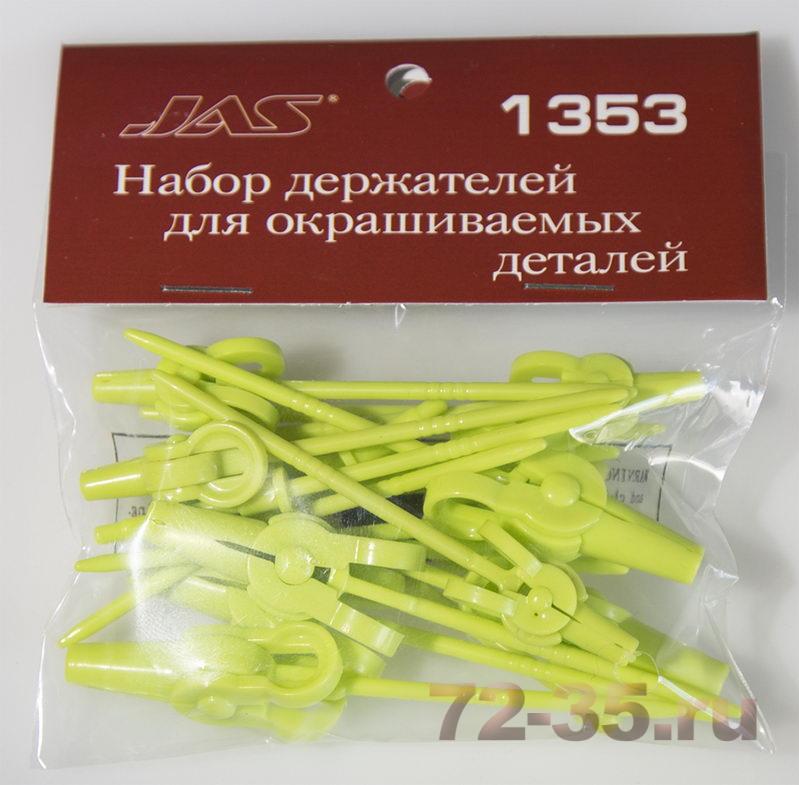 JAS®
1353
Набор держателей
для окрашиваемых
деталей
72-35.ru